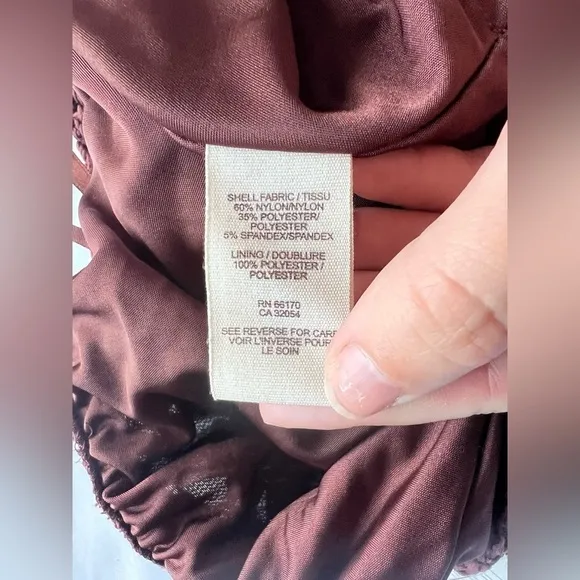 SHELL FABRIC / TISSU
60% NYLON/NYLON
35% POLYESTER/
POLYESTER
5% SPANDEX/SPANDEX
LINING / DOUBLURE
100% POLYESTER /
POLYESTER
RN 66170
CA 32054
SEE REVERSE FOR CARE
VOIR L'INVERSE POUR
LE SOIN